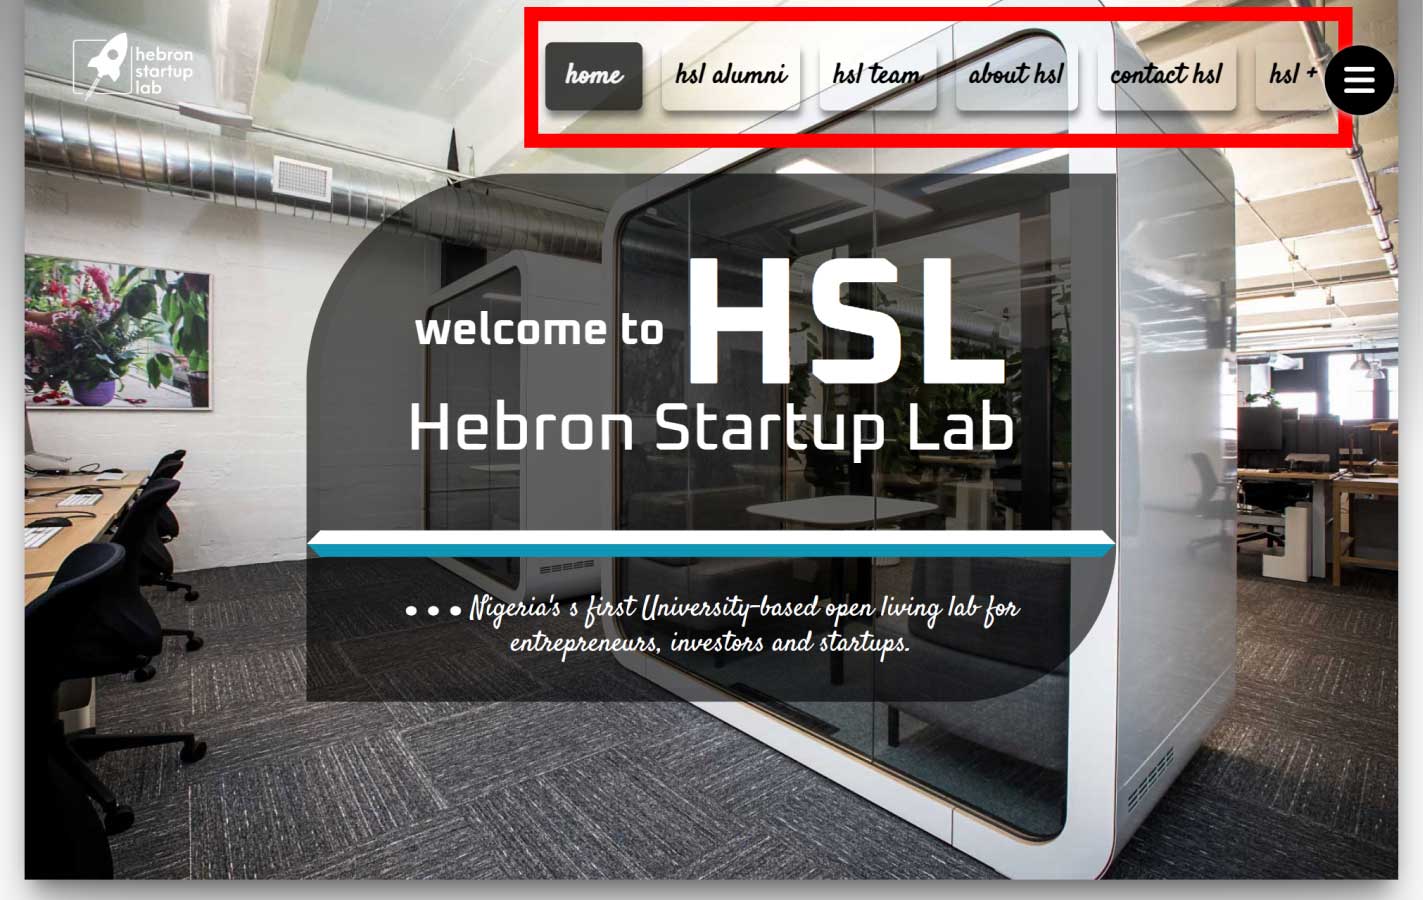 hebron
startup
lab
home
hsl alumni
hsl team
about hsl
contact hsl
hsl +
welcome to HSL
Hebron Startup Lab
... Nigeria's s first University-based open living lab for
entrepreneurs, investors and startups.